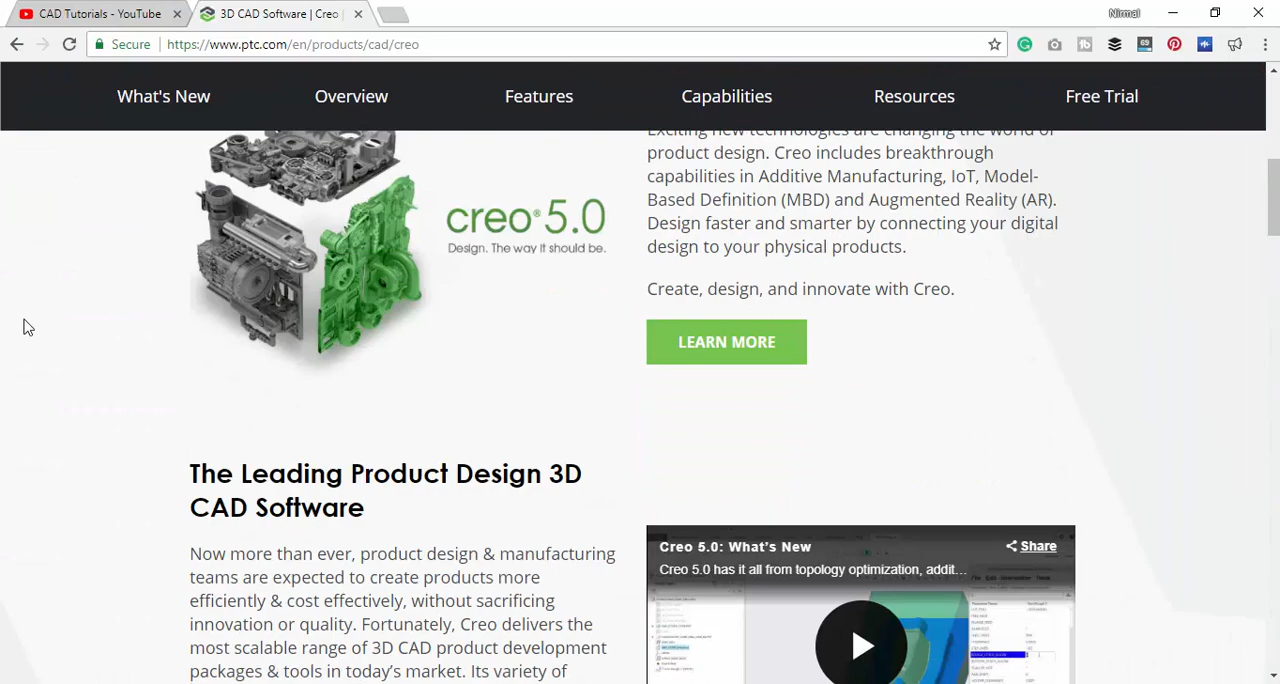 CAD Tutorials - YouTube
3D CAD Software | Creo
Nirmal
Secure
https://www.ptc.com/en/products/cad/creo
69
What's New
Overview
Features
Capabilities
Resources
Free Trial
Exciting new technologies are changing the world of
product design. Creo includes breakthrough
capabilities in Additive Manufacturing, IoT, Model-
Based Definition (MBD) and Augmented Reality (AR).
Design faster and smarter by connecting your digital
design to your physical products.
creo® 5.0
Design. The way it should be.
Create, design, and innovate with Creo.
LEARN MORE
The Leading Product Design 3D
CAD Software
Now more than ever, product design & manufacturing
teams are expected to create products more
efficiently & cost effectively, without sacrificing
innovation or quality. Fortunately, Creo delivers the
most scalable range of 3D CAD product development
packages & tools in today's market. Its variety of
Creo 5.0: What's New
Share
Creo 5.0 has it all from topology optimization, addit...